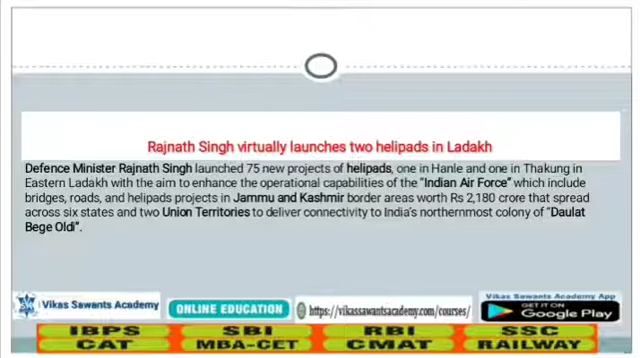 Rajnath Singh virtually launches two helipads in Ladakh
Defence Minister Rajnath Singh launched 75 new projects of helipads, one in Hanle and one in Thakung in
Eastern Ladakh with the aim to enhance the operational capabilities of the "Indian Air Force" which include
bridges, roads, and helipads projects in Jammu and Kashmir border areas worth Rs 2,180 crore that spread
across six states and two Union Territories to deliver connectivity to India's northernmost colony of "Daulat
Bege Oldi".
Vikas Sawants Academy
ONLINE EDUCATION
https://vikassawantsacademy.com/courses/
Vikas Sawants Academy App
GET IT ON
Google Play
IBPS SBI RBI SSC
CAT MBA-CET CMAT RAILWAY